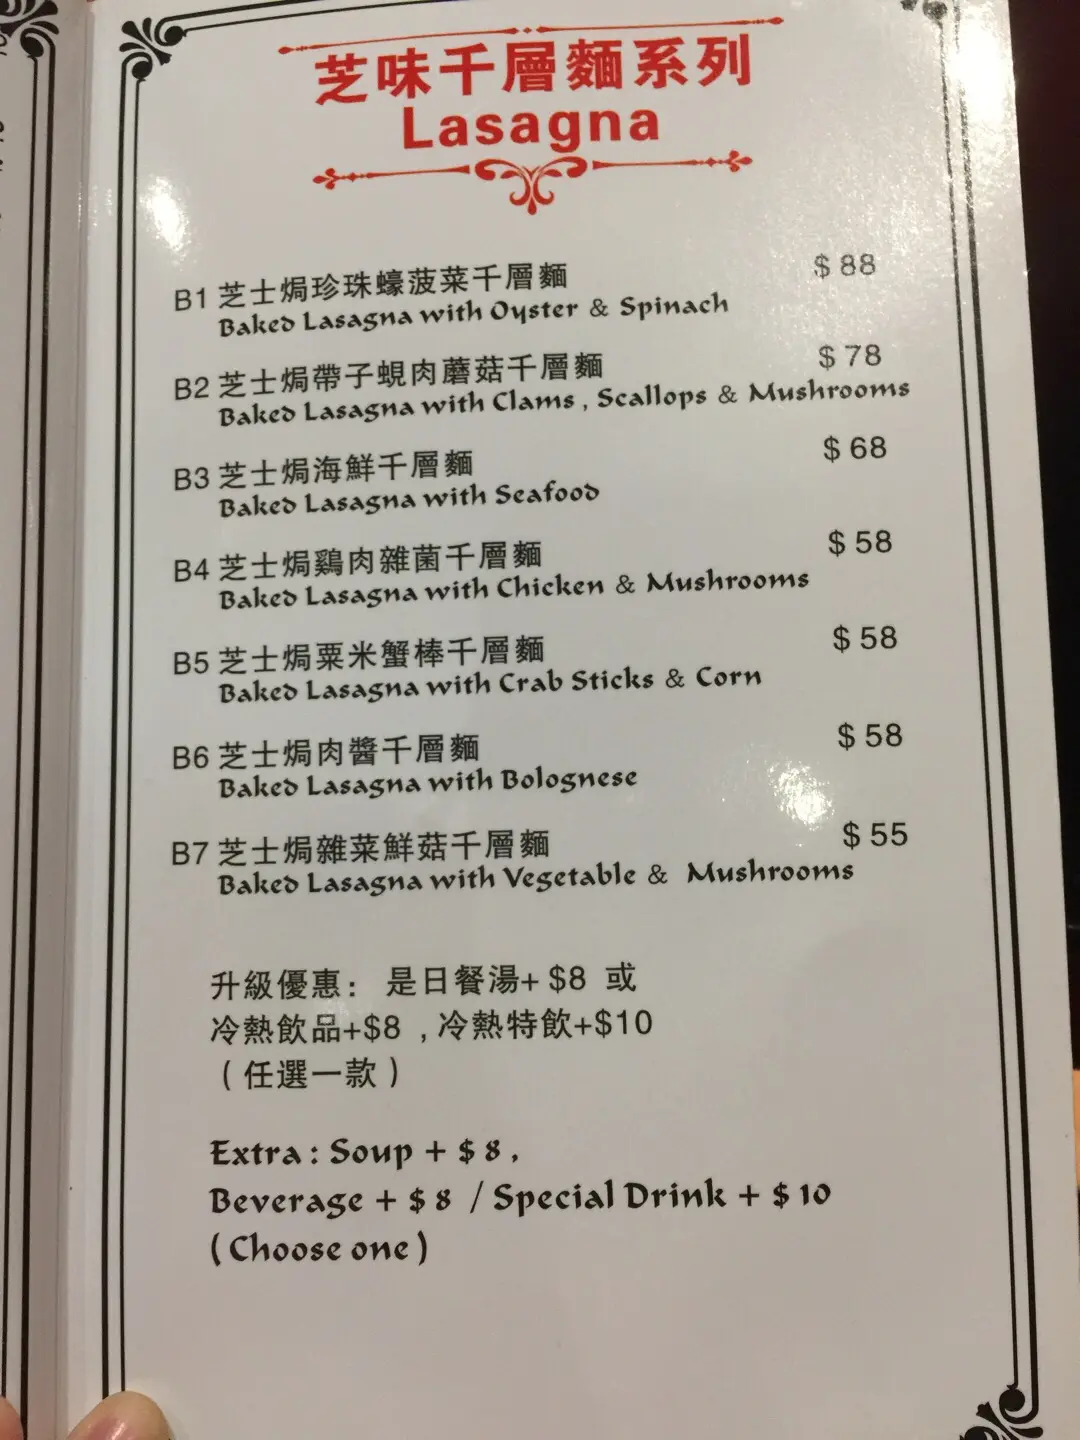 芝味千層麵系列
Lasagna
B1 芝士焗珍珠蠔菠菜千層麵 $ 88
Baked Lasagna with Oyster & Spinach
B2 芝士焗帶子蜆肉蘑菇千層麵 $ 78
Baked Lasagna with Clams , Scallops & Mushrooms
B3 芝士焗海鮮千層麵 $ 68
Baked Lasagna with Seafood
B4 芝士焗鷄肉雜菌千層麵 $ 58
Baked Lasagna with Chicken & Mushrooms
B5 芝士焗粟米蟹棒千層麵 $ 58
Baked Lasagna with Crab Sticks & Corn
B6 芝士焗肉醬千層麵 $ 58
Baked Lasagna with Bolognese
B7 芝士焗雜菜鮮菇千層麵 $ 55
Baked Lasagna with Vegetable & Mushrooms
升級優惠： 是日餐湯+ $8 或
冷熱飲品+$8 , 冷熱特飲+$10
( 任選一款 )
Extra : Soup + $ 8 ,
Beverage + $ 8 / Special Drink + $ 10
( Choose one )